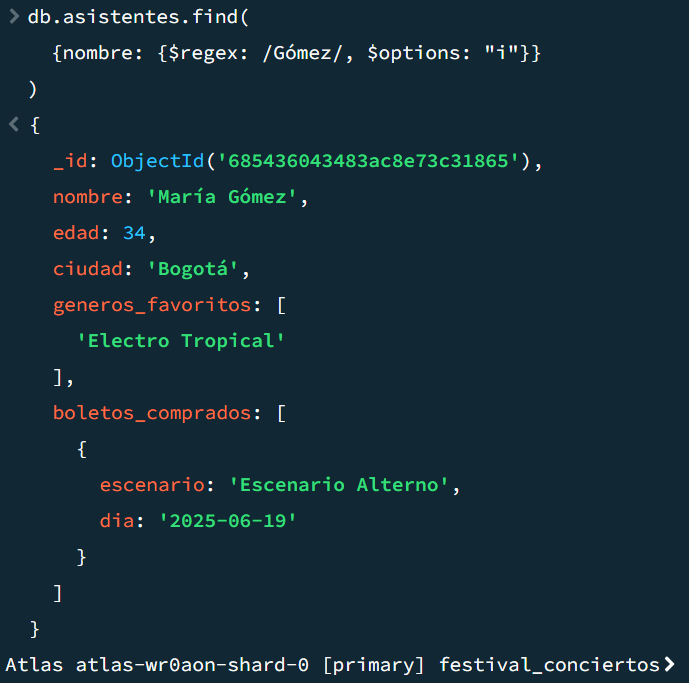 > db.asistentes.find(
{nombre: {$regex: /Gómez/, $options: "i"}}
)
< {
_id: ObjectId('685436043483ac8e73c31865'),
nombre: 'María Gómez',
edad: 34,
ciudad: 'Bogotá',
generos_favoritos: [
'Electro Tropical'
],
boletos_comprados: [
{
escenario: 'Escenario Alterno',
dia: '2025-06-19'
}
]
}
Atlas atlas-wr0aon-shard-0 [primary] festival_conciertos>